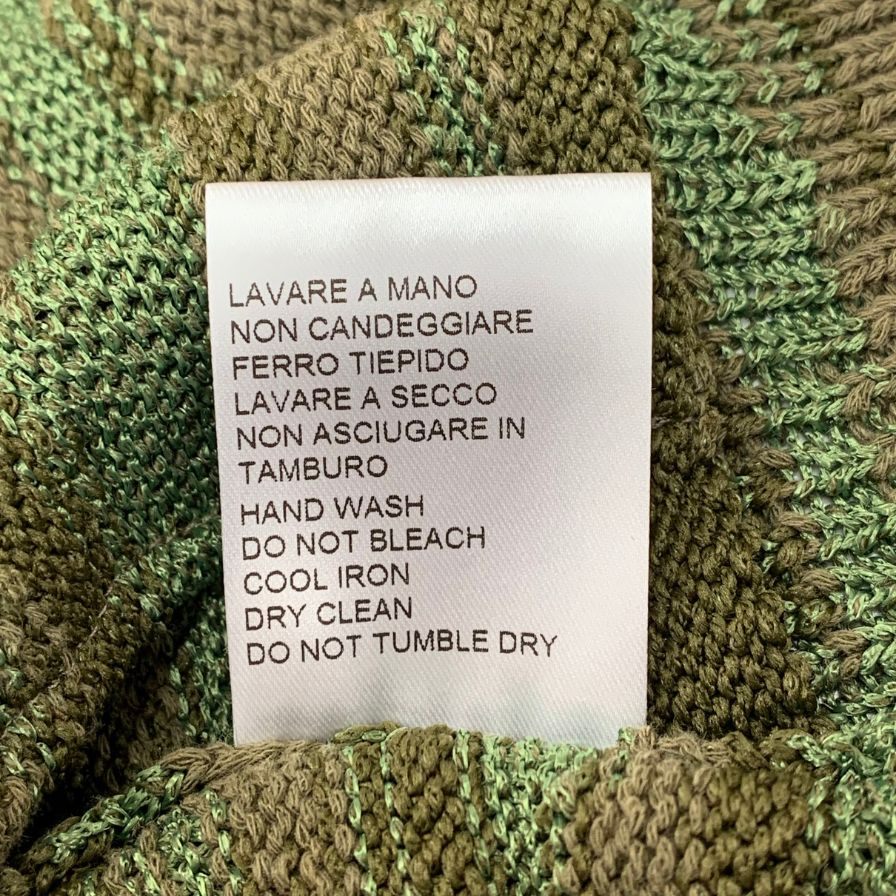 LAVARE A MANO
NON CANDEGGIARE
FERRO TIEPIDO
LAVARE A SECCO
NON ASCIUGARE IN
TAMBURO
HAND WASH
DO NOT BLEACH
COOL IRON
DRY CLEAN
DO NOT TUMBLE DRY